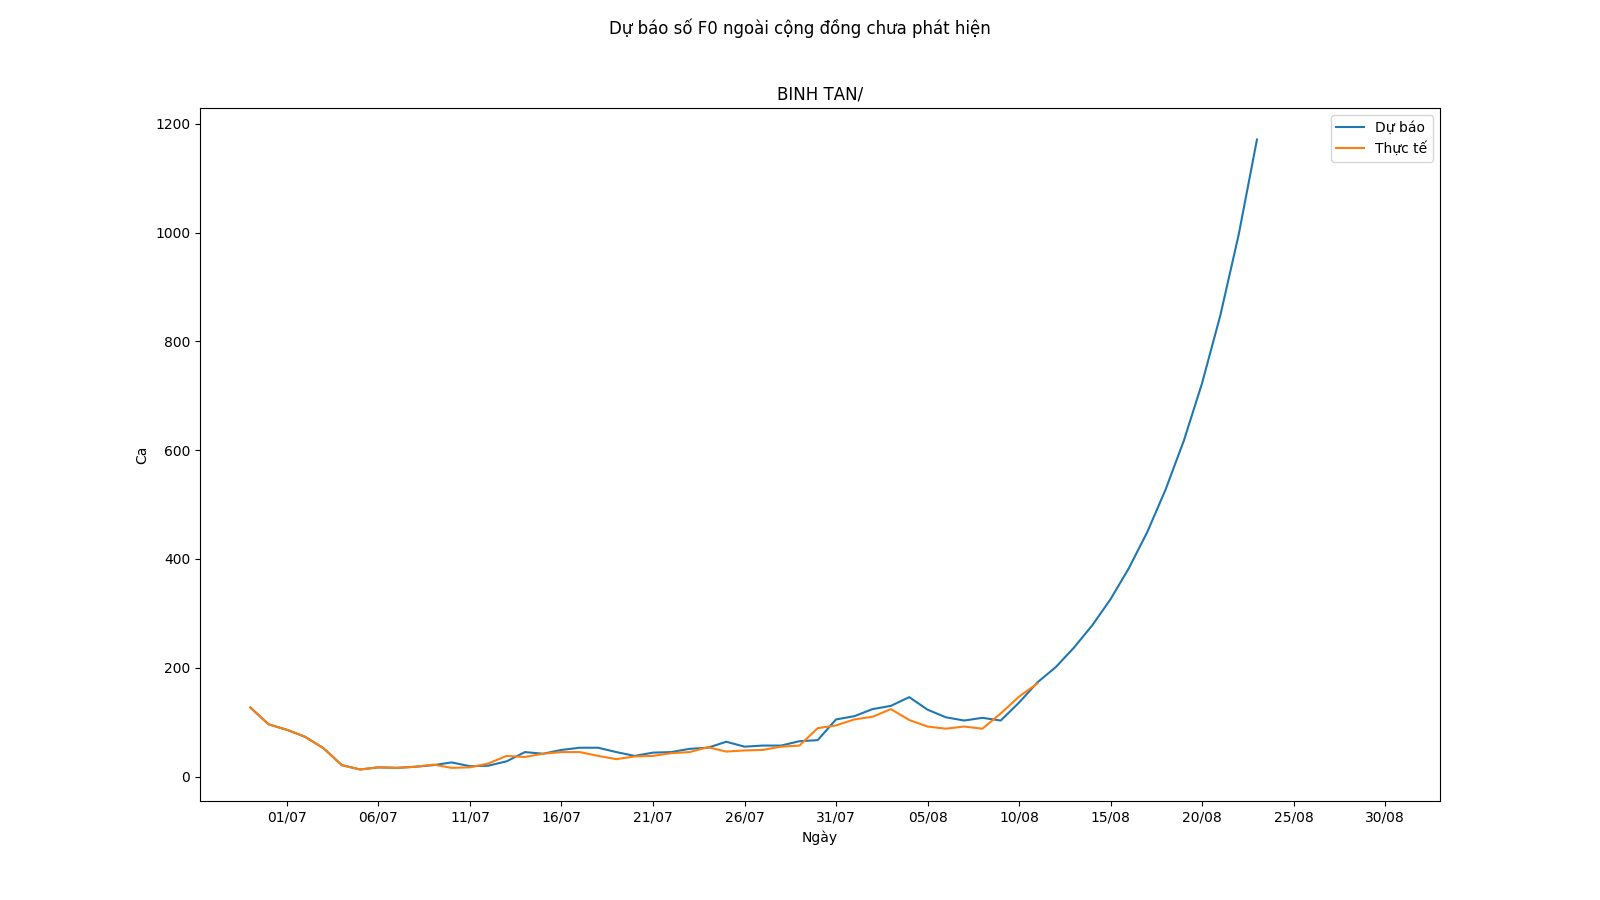 Dự báo số F0 ngoài cộng đồng chưa phát hiện
BINH TAN/
Dự báo
Thực tế
1200
1000
800
600
400
200
0
Ca
01/07 06/07 11/07 16/07 21/07 26/07 31/07 05/08 10/08 15/08 20/08 25/08 30/08
Ngày